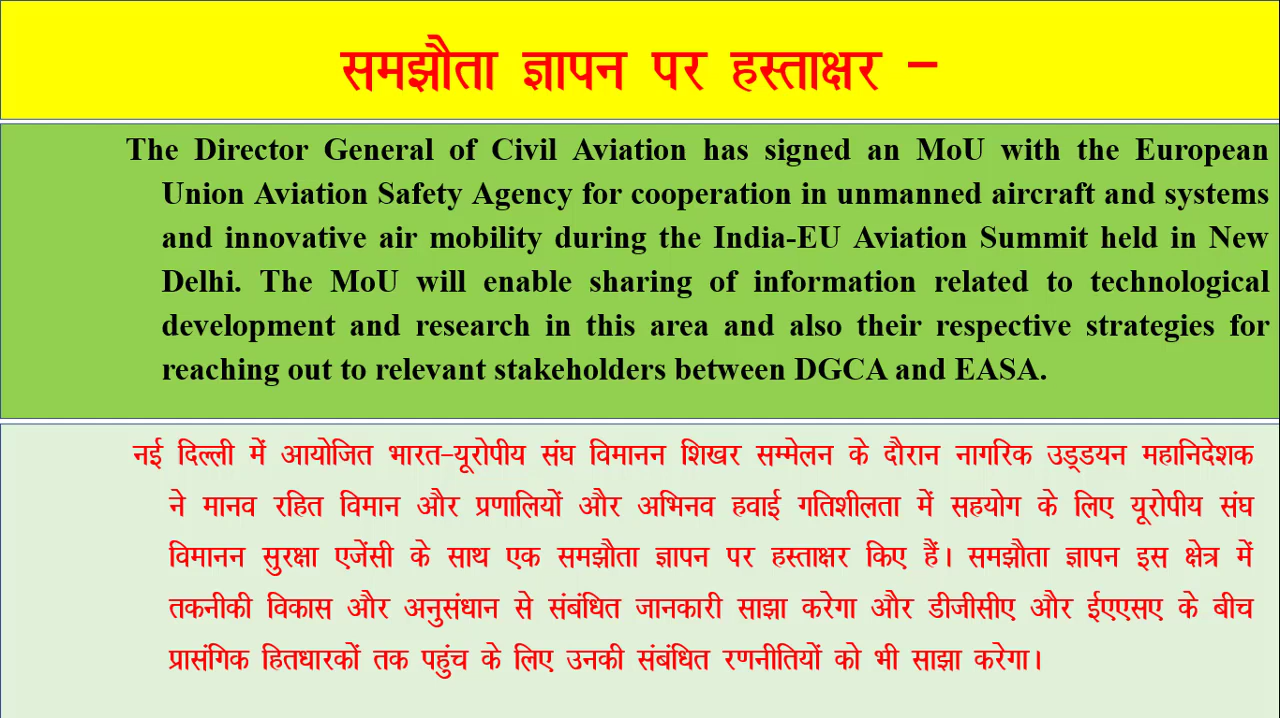 समझौता ज्ञापन पर हस्ताक्षर –
The Director General of Civil Aviation has signed an MoU with the European
Union Aviation Safety Agency for cooperation in unmanned aircraft and systems
and innovative air mobility during the India-EU Aviation Summit held in New
Delhi. The MoU will enable sharing of information related to technological
development and research in this area and also their respective strategies for
reaching out to relevant stakeholders between DGCA and EASA.
नई दिल्ली में आयोजित भारत-यूरोपीय संघ विमानन शिखर सम्मेलन के दौरान नागरिक उड्डयन महानिदेशक
ने मानव रहित विमान और प्रणालियों और अभिनव हवाई गतिशीलता में सहयोग के लिए यूरोपीय संघ
विमानन सुरक्षा एजेंसी के साथ एक समझौता ज्ञापन पर हस्ताक्षर किए हैं। समझौता ज्ञापन इस क्षेत्र में
तकनीकी विकास और अनुसंधान से संबंधित जानकारी साझा करेगा और डीजीसीए और ईएएसए के बीच
प्रासंगिक हितधारकों तक पहुंच के लिए उनकी संबंधित रणनीतियों को भी साझा करेगा।